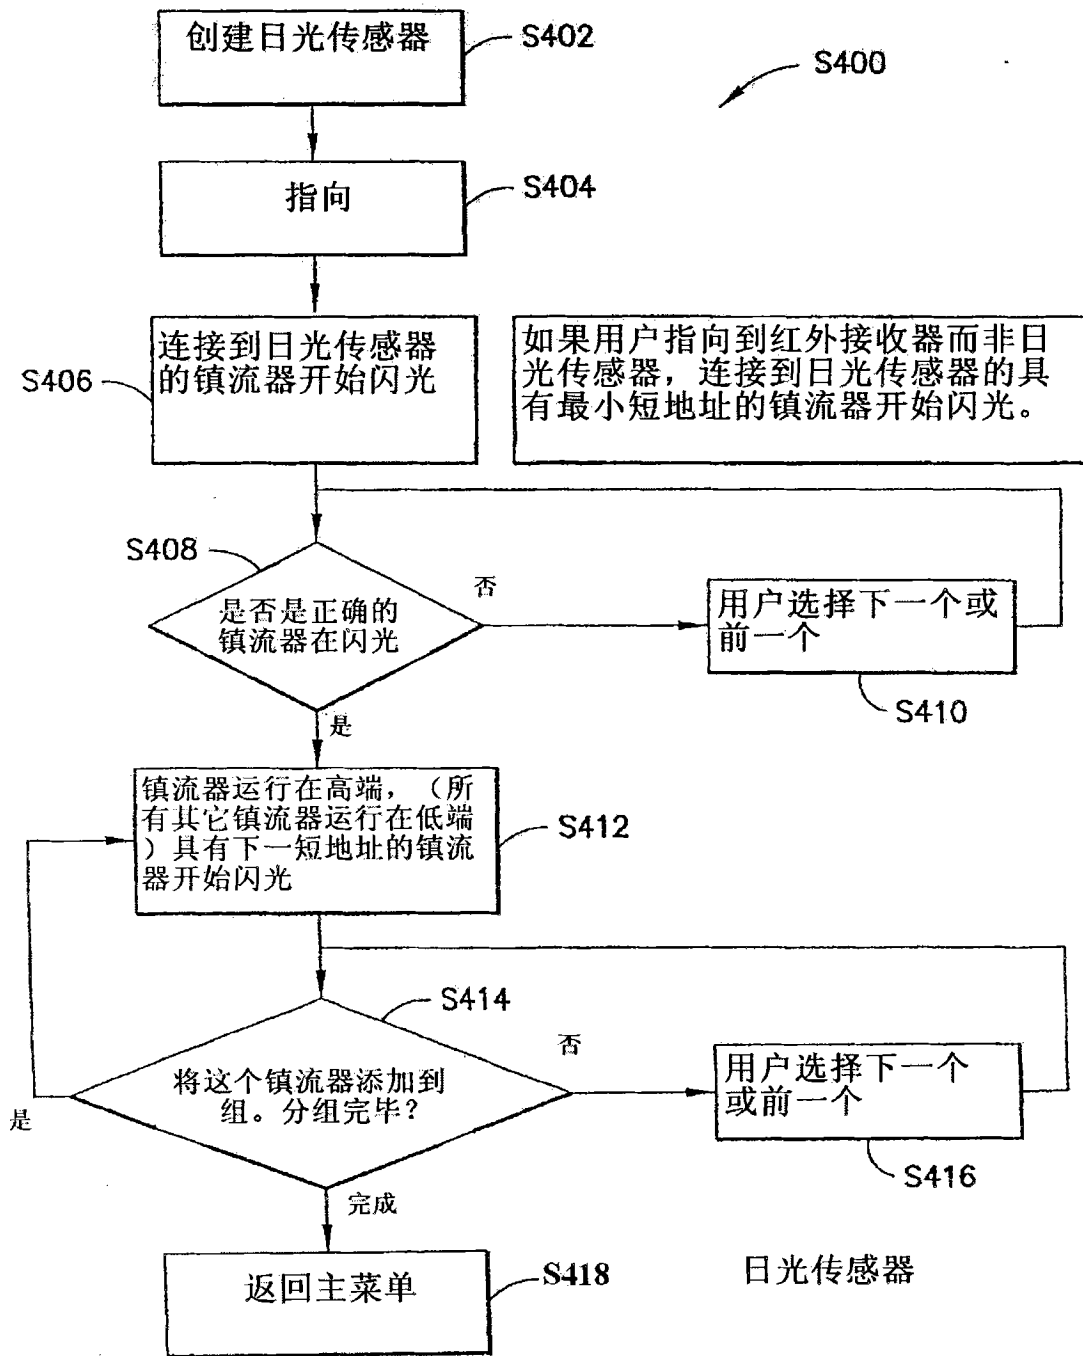 创建日光传感器
S402
S400
指向
S404
连接到日光传感器
的镇流器开始闪光
S406
如果用户指向到红外接收器而非日
光传感器，连接到日光传感器的具
有最小短地址的镇流器开始闪光。
S408
是否是正确的
镇流器在闪光
否
用户选择下一个或
前一个
S410
是
镇流器运行在高端，（所
有其它镇流器运行在低端
）具有下一短地址的镇流
器开始闪光
S412
S414
将这个镇流器添加到
组。分组完毕？
否
用户选择下一个
或前一个
S416
是
完成
返回主菜单
S418
日光传感器